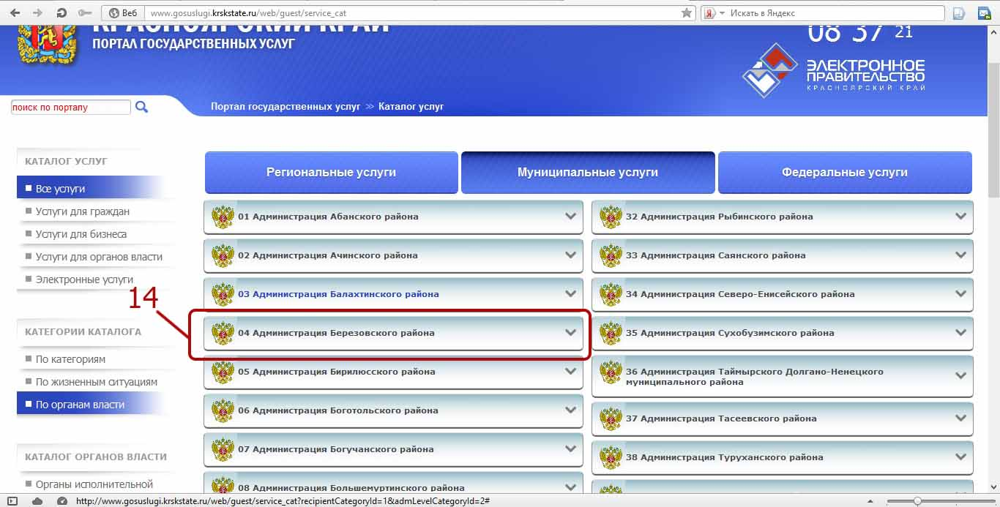 Веб
www.gosuslugi.krskstate.ru/web/guest/service_cat
Искать в Яндекс
КРАСНОЯРСКИЙ КРАЙ
ПОРТАЛ ГОСУДАРСТВЕННЫХ УСЛУГ
08 37 21
ЭЛЕКТРОННОЕ
ПРАВИТЕЛЬСТВО
КРАСНОЯРСКИЙ КРАЙ
поиск по порталу
Портал государственных услуг >> Каталог услуг
КАТАЛОГ УСЛУГ
Все услуги
Услуги для граждан
Услуги для бизнеса
Услуги для органов власти
Электронные услуги
14
КАТЕГОРИИ КАТАЛОГА
По категориям
По жизненным ситуациям
По органам власти
КАТАЛОГ ОРГАНОВ ВЛАСТИ
Органы исполнительной
Региональные услуги
Муниципальные услуги
Федеральные услуги
01 Администрация Абанского района
02 Администрация Ачинского района
03 Администрация Балахтинского района
04 Администрация Березовского района
05 Администрация Бирилюсского района
06 Администрация Боготольского района
07 Администрация Богучанского района
08 Администрация Большемуртинского района
32 Администрация Рыбинского района
33 Администрация Саянского района
34 Администрация Северо-Енисейского района
35 Администрация Сухобузимского района
36 Администрация Таймырского Долгано-Ненецкого
муниципального района
37 Администрация Тасеевского района
38 Администрация Туруханского района
http://www.gosuslugi.krskstate.ru/web/guest/service_cat?recipientCategoryId=1&admLevelCategoryId=2#